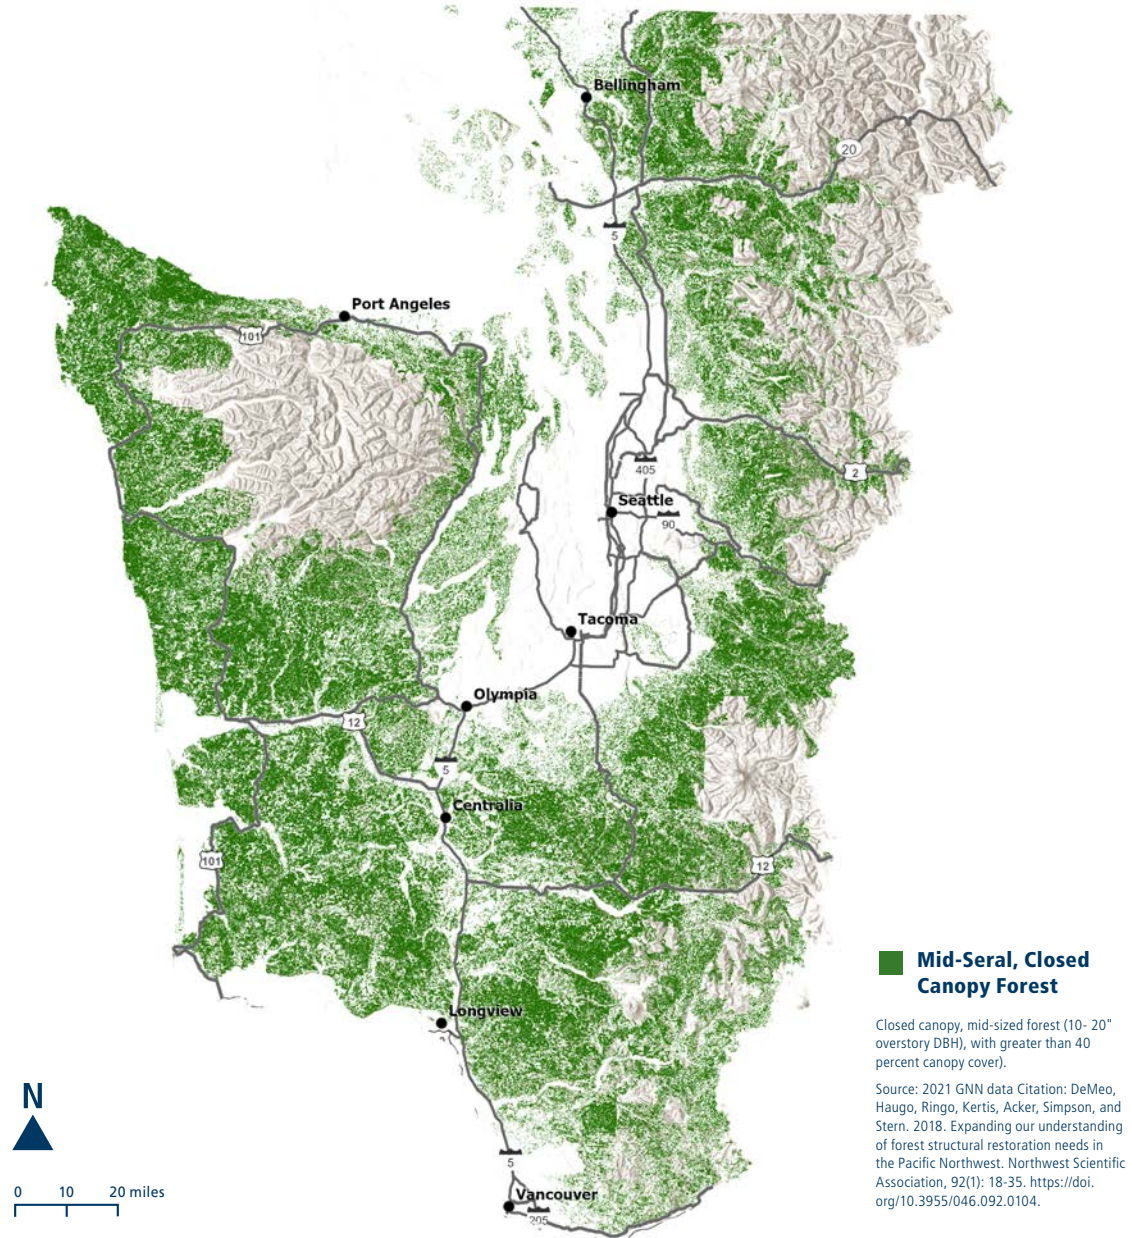 Bellingham
20
5
Port Angeles
101
405
2
Seattle
90
Tacoma
Olympia
12
5
Centralia
101
12
Mid-Seral, Closed
Canopy Forest
Closed canopy, mid-sized forest (10- 20"
overstory DBH), with greater than 40
percent canopy cover).
Source: 2021 GNN data Citation: DeMeo,
Haugo, Ringo, Kertis, Acker, Simpson, and
Stern. 2018. Expanding our understanding
of forest structural restoration needs in
the Pacific Northwest. Northwest Scientific
Association, 92(1): 18-35. https://doi.
org/10.3955/046.092.0104.
Longview
N
5
0 10 20 miles
Vancouver
205